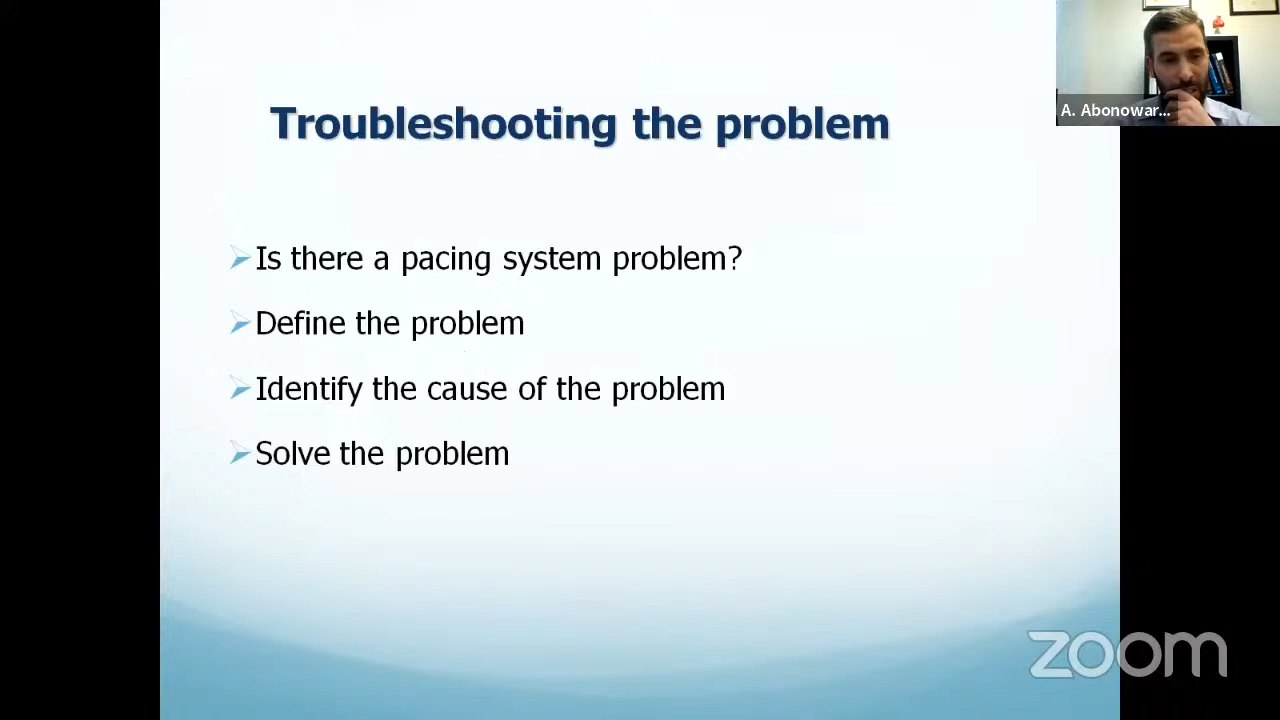 Troubleshooting the problem
A. Abonowar...
Is there a pacing system problem?
Define the problem
Identify the cause of the problem
Solve the problem
zoom